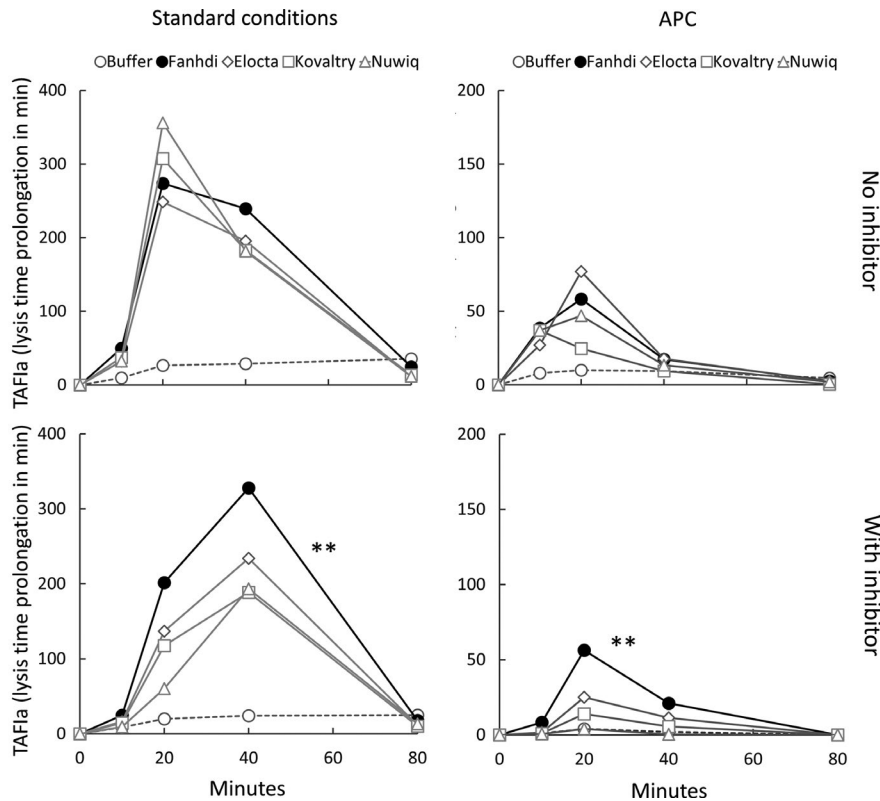 Standard conditions
APC
Buffer Fanhdi Elocta Kovaltry Nuwiq
Buffer Fanhdi Elocta Kovaltry Nuwiq
TAFIa (lysis time prolongation in min)
400
300
200
100
0
200
150
100
50
0
No inhibitor
TAFIa (lysis time prolongation in min)
400
300
200
100
0
**
0 20 40 60 80
Minutes
200
150
100
50
0
**
0 20 40 60 80
Minutes
With inhibitor